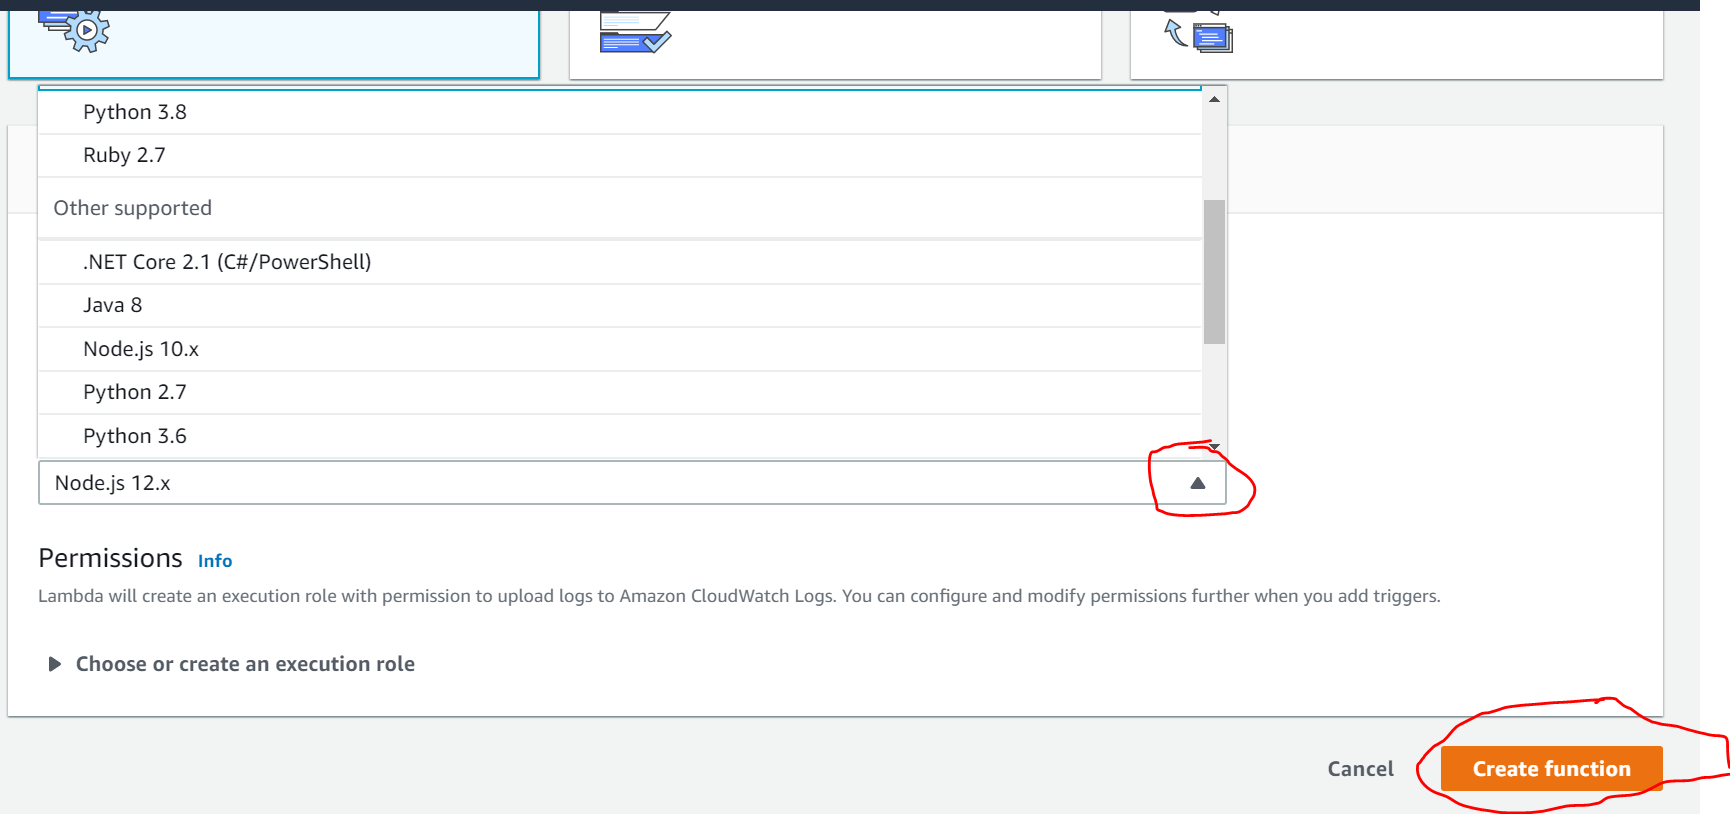 Python 3.8
Ruby 2.7
Other supported
.NET Core 2.1 (C#/PowerShell)
Java 8
Node.js 10.x
Python 2.7
Python 3.6
Node.js 12.x
Permissions Info
Lambda will create an execution role with permission to upload logs to Amazon CloudWatch Logs. You can configure and modify permissions further when you add triggers.
Choose or create an execution role
Cancel Create function